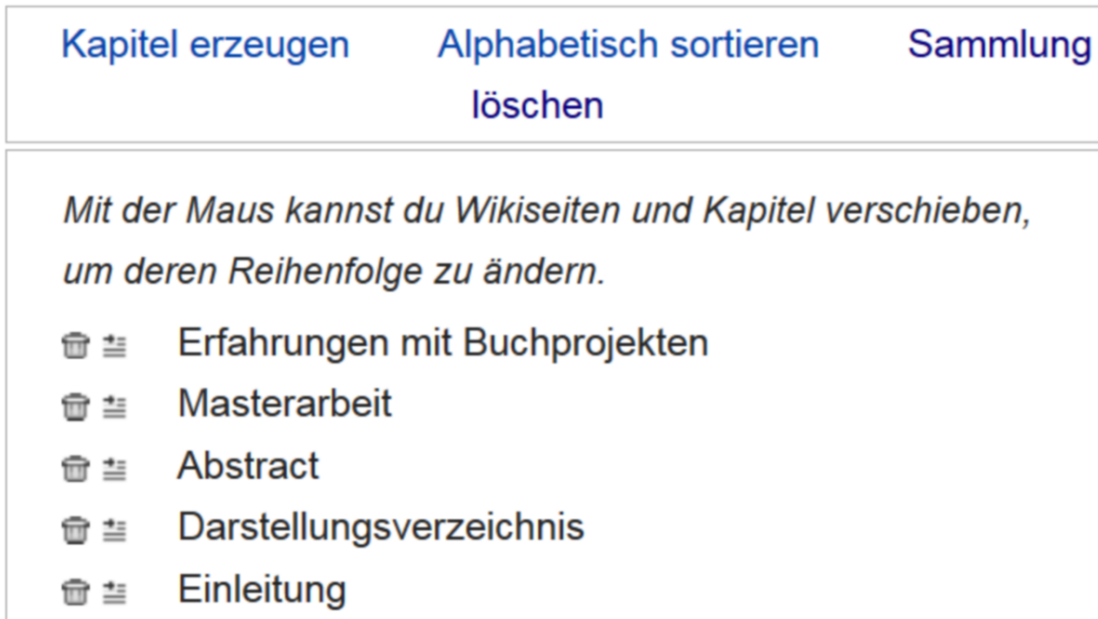 Kapitel erzeugen Alphabetisch sortieren Sammlung
löschen
Mit der Maus kannst du Wikiseiten und Kapitel verschieben,
um deren Reihenfolge zu ändern.
Erfahrungen mit Buchprojekten
Masterarbeit
Abstract
Darstellungsverzeichnis
Einleitung